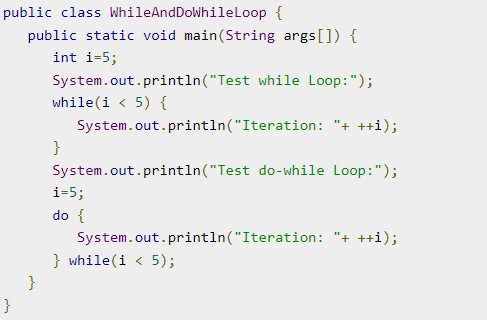 public class WhileAndDoWhileLoop {
   public static void main(String args[]) {
      int i=5;
      System.out.println("Test while Loop:");
      while(i < 5) {
         System.out.println("Iteration: "+ ++i);
      }
      System.out.println("Test do-while Loop:");
      i=5;
      do {
         System.out.println("Iteration: "+ ++i);
      } while(i < 5);
   }
}